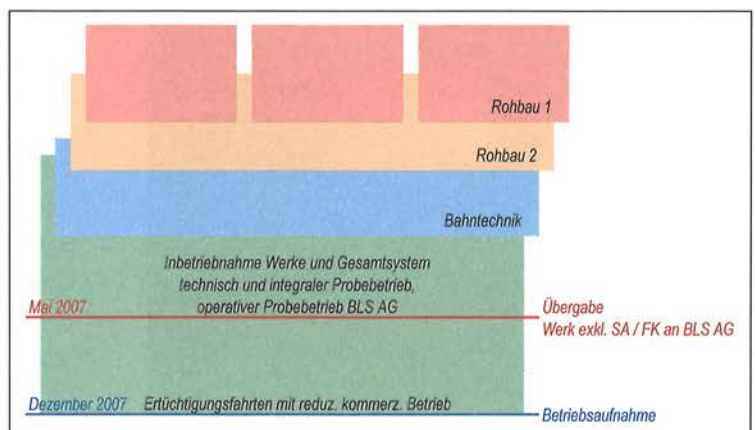 Rohbau 1
Rohbau 2
Bahntechnik
Inbetriebnahme Werke und Gesamtsystem
technisch und integraler Probebetrieb,
operativer Probebetrieb BLS AG
Mai 2007
Übergabe
Werk exkl. SA / FK an BLS AG
Dezember 2007
Ertüchtigungsfahrten mit reduz. kommerz. Betrieb
Betriebsaufnahme